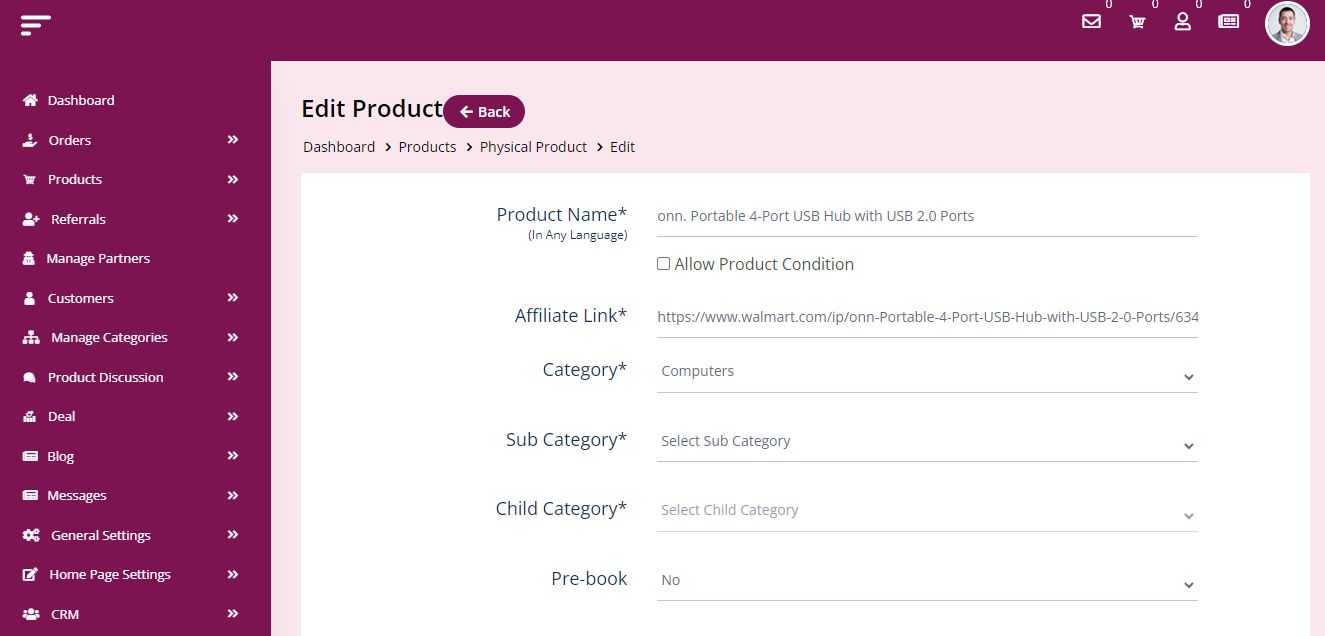 0 0 0 0
Dashboard
Orders
Products
Referrals
Manage Partners
Customers
Manage Categories
Product Discussion
Deal
Blog
Messages
General Settings
Home Page Settings
CRM
Edit Product
Back
Dashboard > Products > Physical Product > Edit
Product Name* onn. Portable 4-Port USB Hub with USB 2.0 Ports
(In Any Language)
Allow Product Condition
Affiliate Link* https://www.walmart.com/ip/onn-Portable-4-Port-USB-Hub-with-USB-2-0-Ports/634
Category* Computers
Sub Category* Select Sub Category
Child Category* Select Child Category
Pre-book No